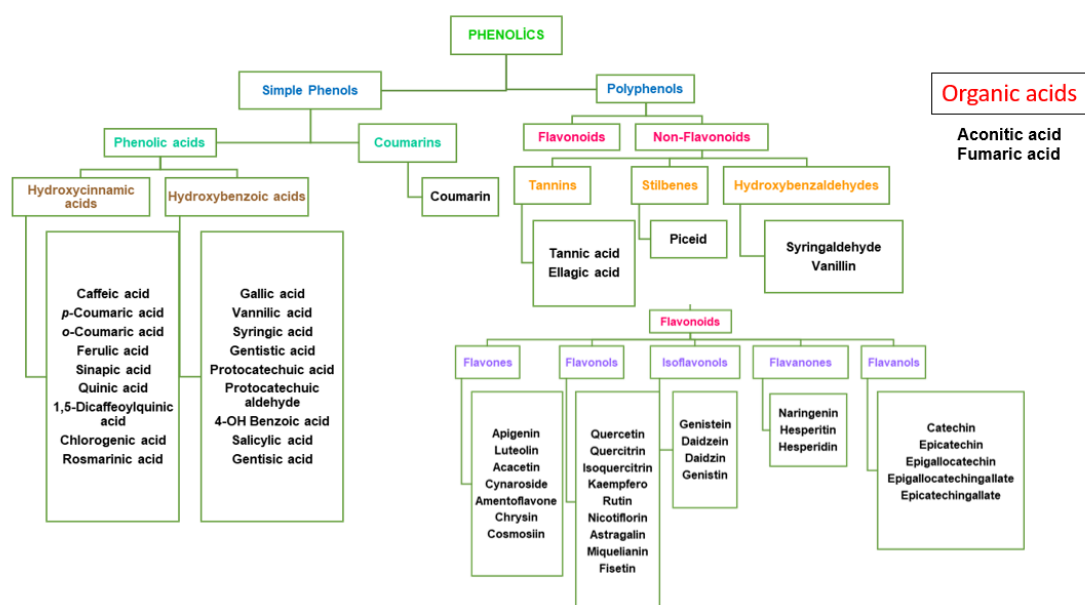 PHENOLİCS
Simple Phenols
Polyphenols
Organic acids
Aconitic acid
Fumaric acid
Phenolic acids
Coumarins
Flavonoids
Non-Flavonoids
Hydroxycinnamic
acids
Hydroxybenzoic acids
Coumarin
Tannins
Stilbenes
Hydroxybenzaldehydes
Tannic acid
Ellagic acid
Piceid
Syringaldehyde
Vanillin
Caffeic acid
p-Coumaric acid
o-Coumaric acid
Ferulic acid
Sinapic acid
Quinic acid
1,5-Dicaffeoylquinic
acid
Chlorogenic acid
Rosmarinic acid
Gallic acid
Vannilic acid
Syringic acid
Gentistic acid
Protocatechuic acid
Protocatechuic
aldehyde
4-OH Benzoic acid
Salicylic acid
Gentisic acid
Flavonoids
Flavones
Flavonols
Isoflavonols
Flavanones
Flavanols
Apigenin
Luteolin
Acacetin
Cynaroside
Amentoflavone
Chrysin
Cosmosiin
Quercetin
Quercitrin
Isoquercitrin
Kaempfero
Rutin
Nicotiflorin
Astragalin
Miquelianin
Fisetin
Genistein
Daidzein
Daidzin
Genistin
Naringenin
Hesperitin
Hesperidin
Catechin
Epicatechin
Epigallocatechin
Epigallocatechingallate
Epicatechingallate